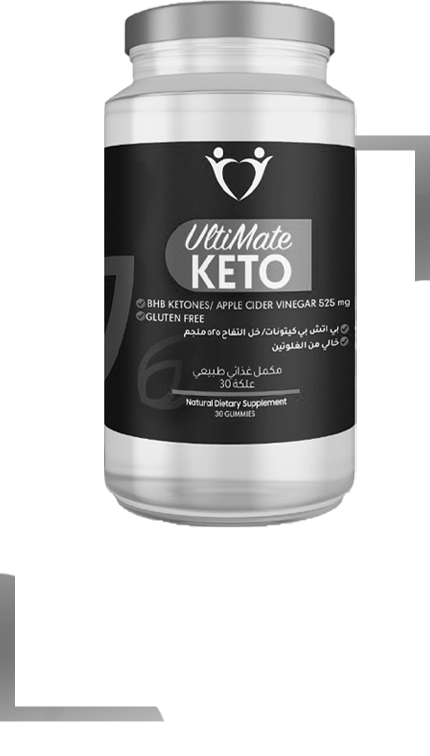 UltiMate
KETO
BHB KETONES/ APPLE CIDER VINEGAR 525 mg
GLUTEN FREE
بي اتش بي كيتونات/خل التفاح ٥٢٥ ملجم
خالي من الغلوتين
مكمل غذائي طبيعي
30 علكة
Natural Dietary Supplement
30 GUMMIES